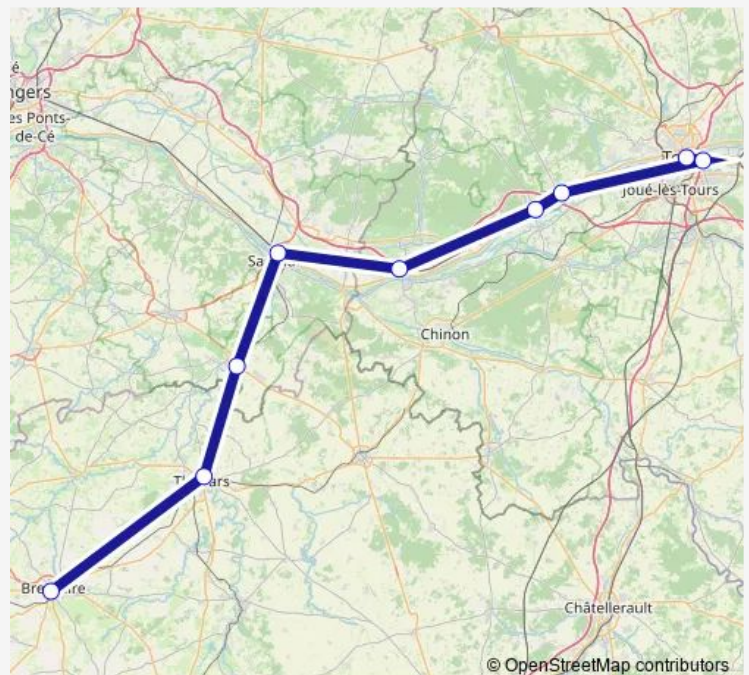 é
ngers
es Ponts-
de-Cé
Joué-lès-Tours
Chinon
Châtellerault
© OpenStreetMap contributors